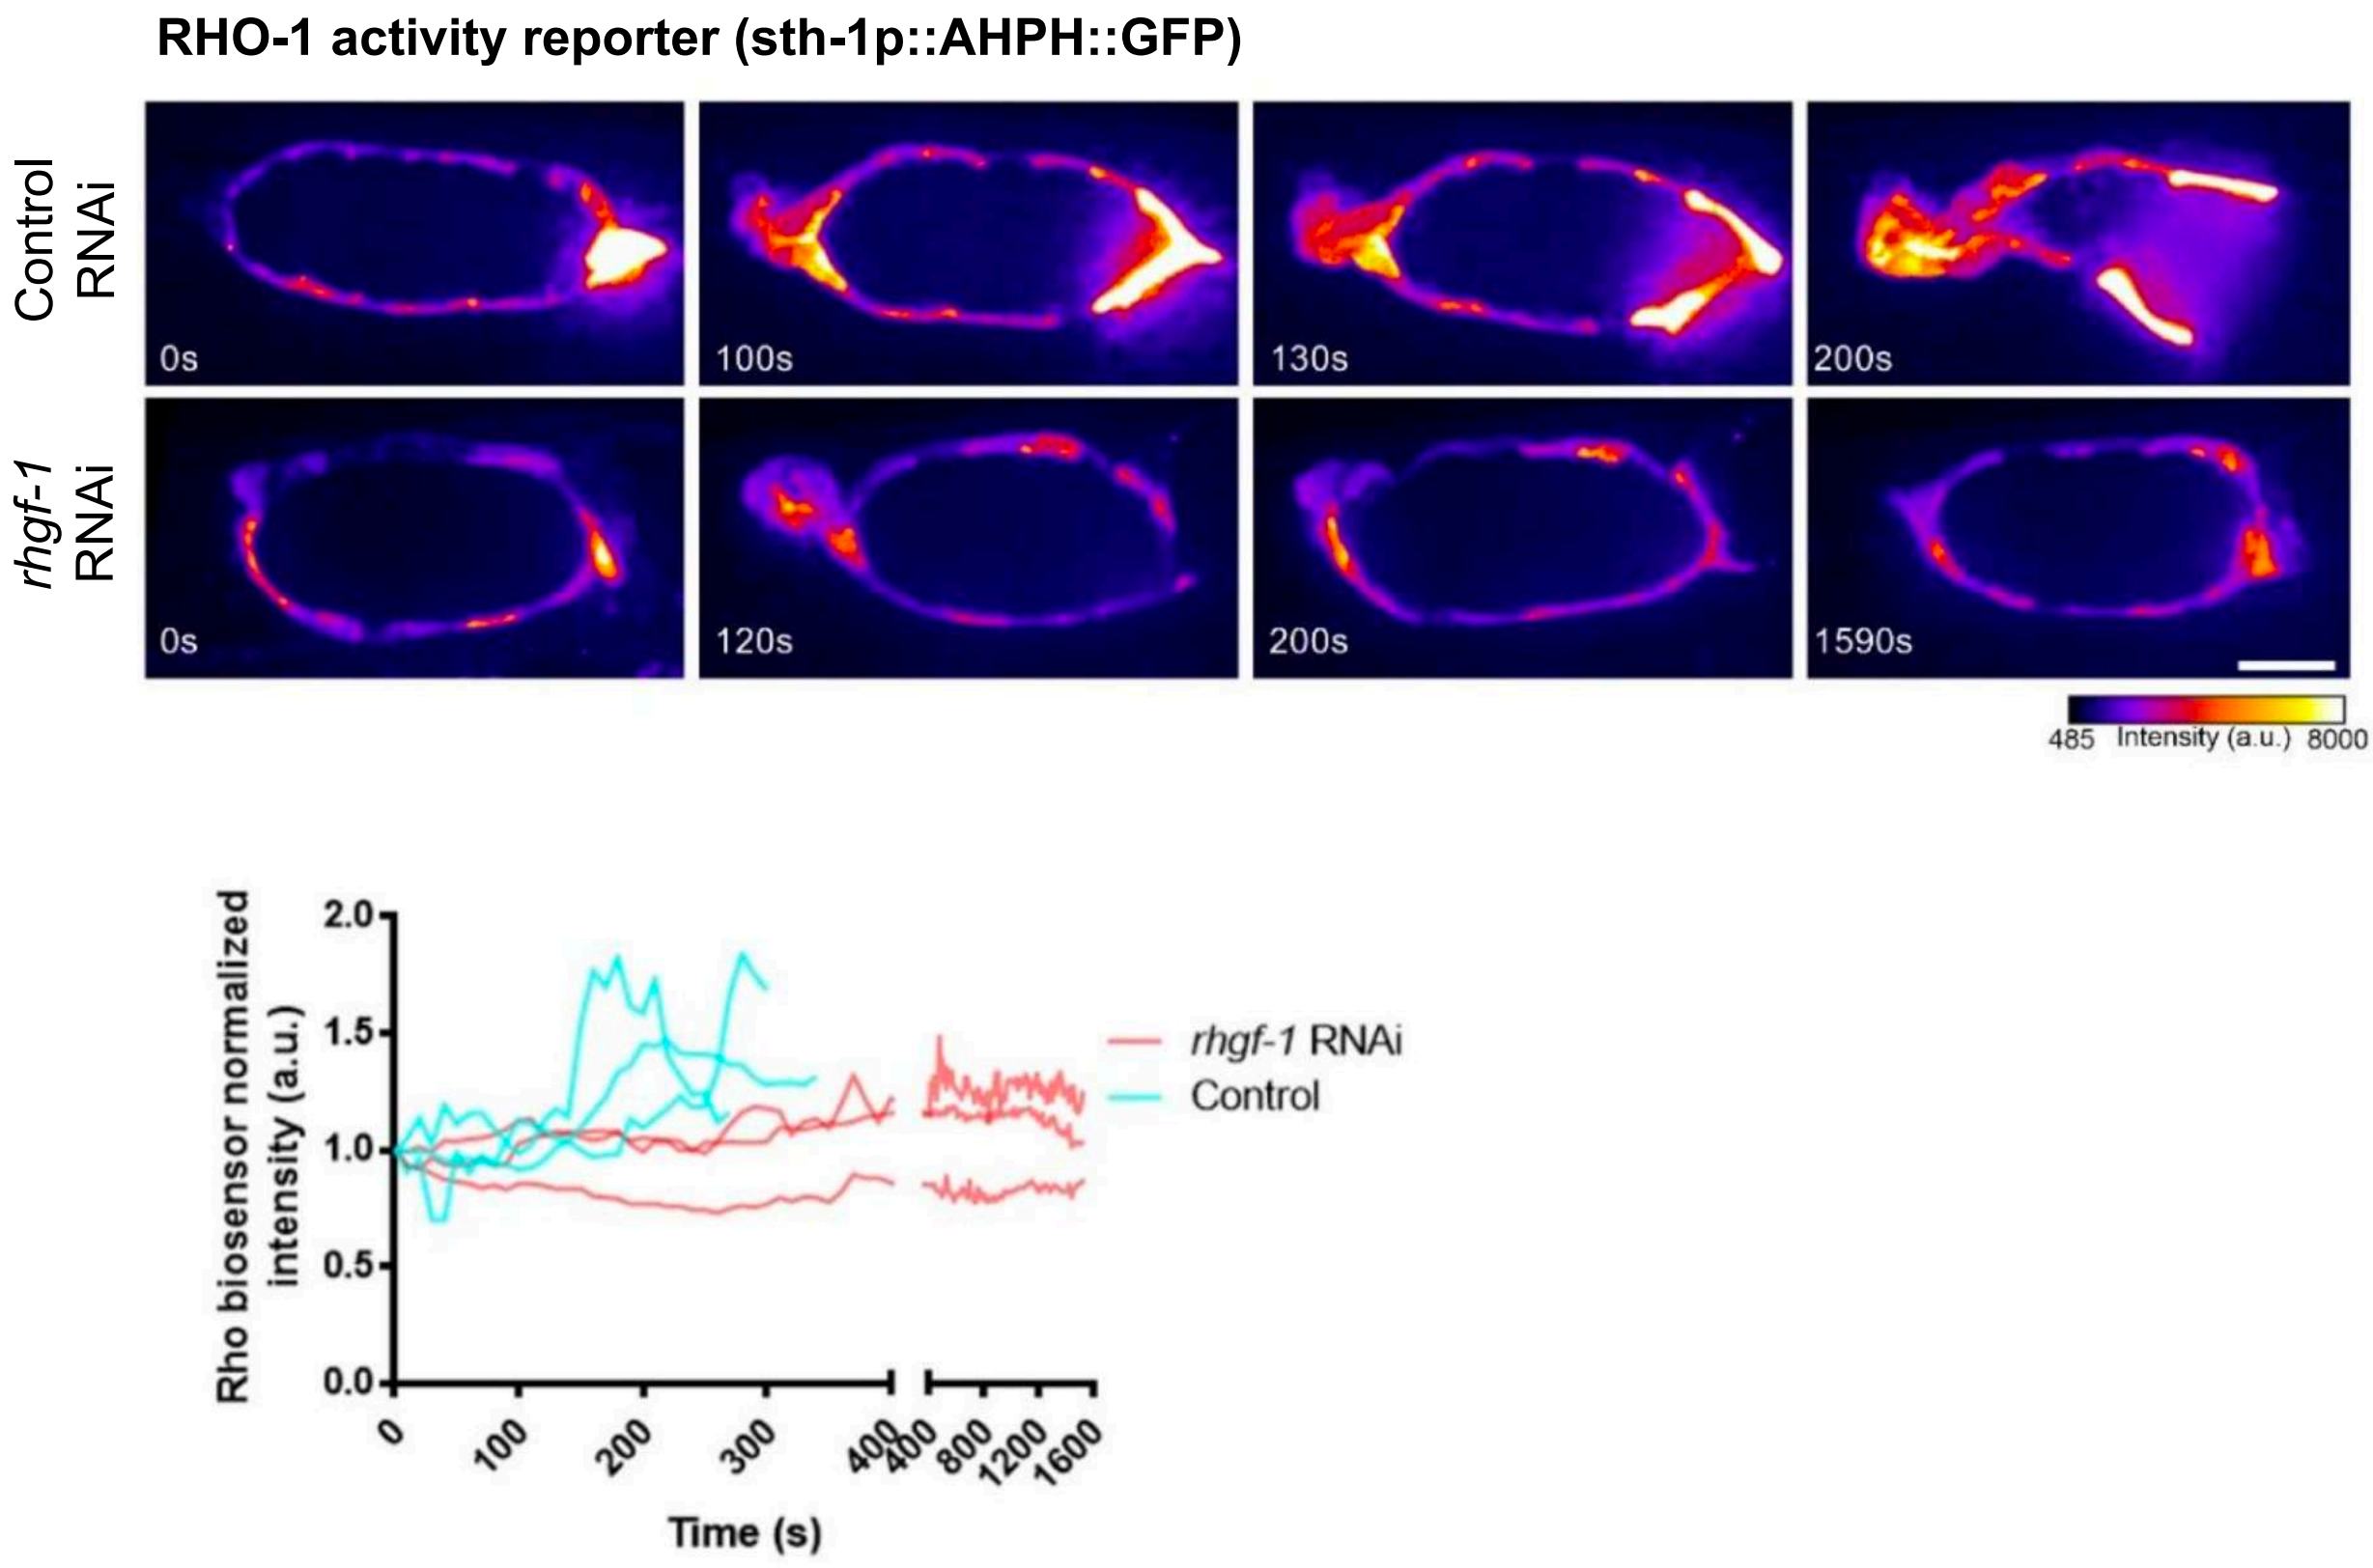 RHO-1 activity reporter (sth-1p::AHPH::GFP)
Control
RNAi
0s
100s
130s
200s
rhgf-1
RNAi
0s
120s
200s
1590s
485 Intensity (a.u.) 8000
Rho biosensor normalized
intensity (a.u.)
2.0
1.5
1.0
0.5
0.0
rhgf-1 RNAi
Control
0 100 200 300 400 400 800 1200 1600
Time (s)